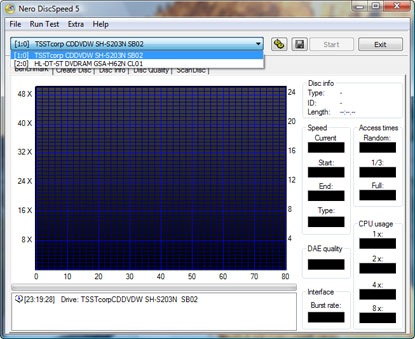 Nero DiscSpeed 5
File Run Test Extra Help
[1:0] TSSTcorp CDDVDW SH-S203N SB02
Start
Exit
[1:0] TSSTcorp CDDVDW SH-S203N SB02
[2:0] HL-DT-ST DVDRAM GSA-H62N CL01
Benchmark Create Disc Disc Info Disc Quality ScanDisc
48 X
40 X
32 X
24 X
16 X
8 X
24
20
16
12
8
4
0 10 20 30 40 50 60 70 80
Disc info
Type: -
ID: -
Length: --:--.--
Speed
Current
Start:
End:
Type:
Access times
Random:
1/3:
Full:
CPU usage
1 x:
2 x:
4 x:
8 x:
DAE quality
Interface
Burst rate:
[23:19:28] Drive: TSSTcorpCDDVDW SH-S203N SB02